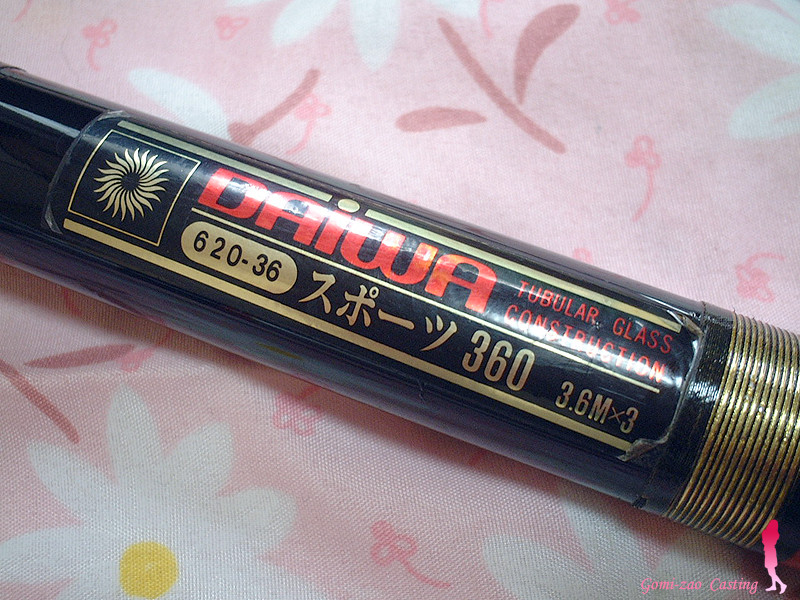 DAIWA
TUBULAR GLASS
CONSTRUCTION
620-36
スポーツ 360
3.6M×3
Gomi-zao Casting